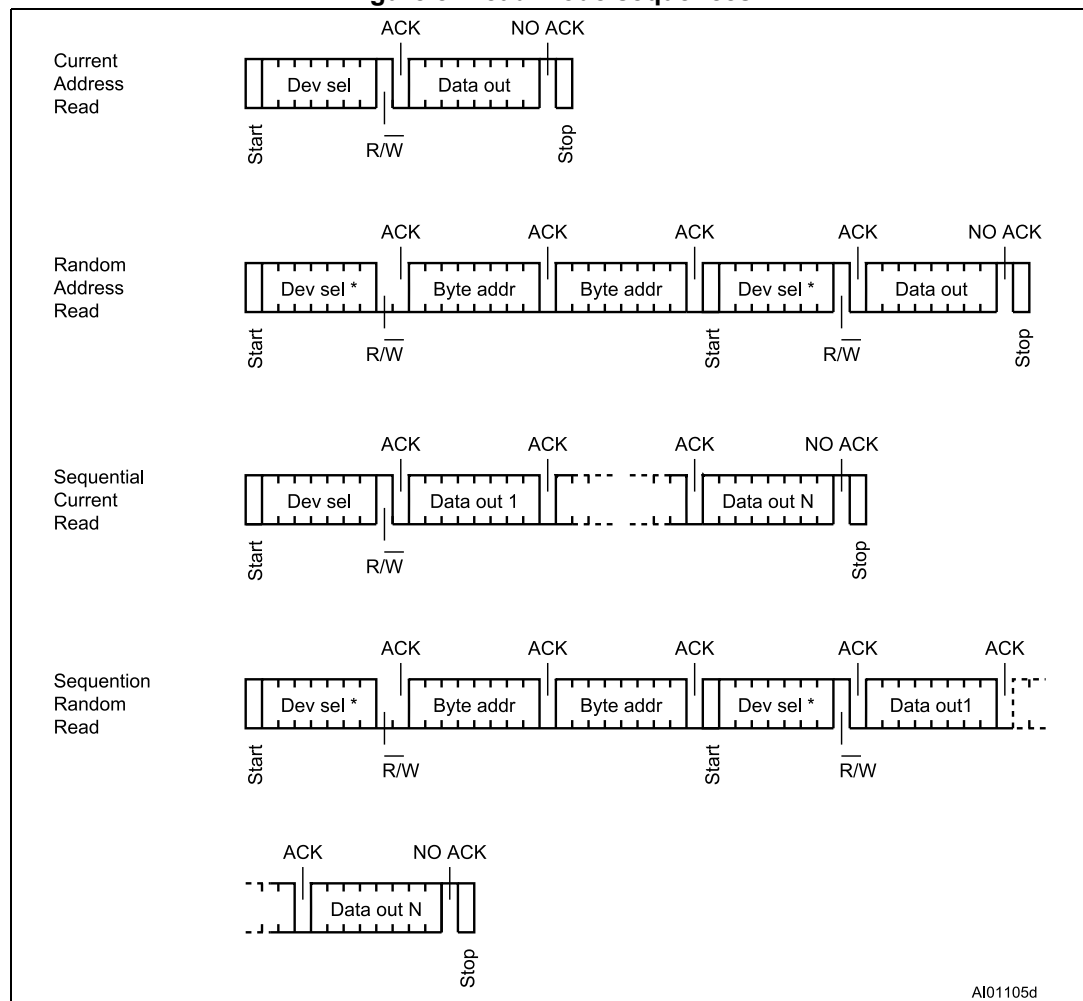 ACK NO ACK
Current
Address
Read
Dev sel Data out
Start R/W̅ Stop
ACK ACK ACK ACK NO ACK
Random
Address
Read
Dev sel * Byte addr Byte addr Dev sel * Data out
Start R/W̅ Start R/W̅ Stop
ACK ACK ACK NO ACK
Sequential
Current
Read
Dev sel Data out 1 Data out N
Start R/W̅ Stop
ACK ACK ACK ACK ACK
Sequention
Random
Read
Dev sel * Byte addr Byte addr Dev sel * Data out1
Start R̅/W Start R̅/W
ACK NO ACK
Data out N
Stop
AI01105d